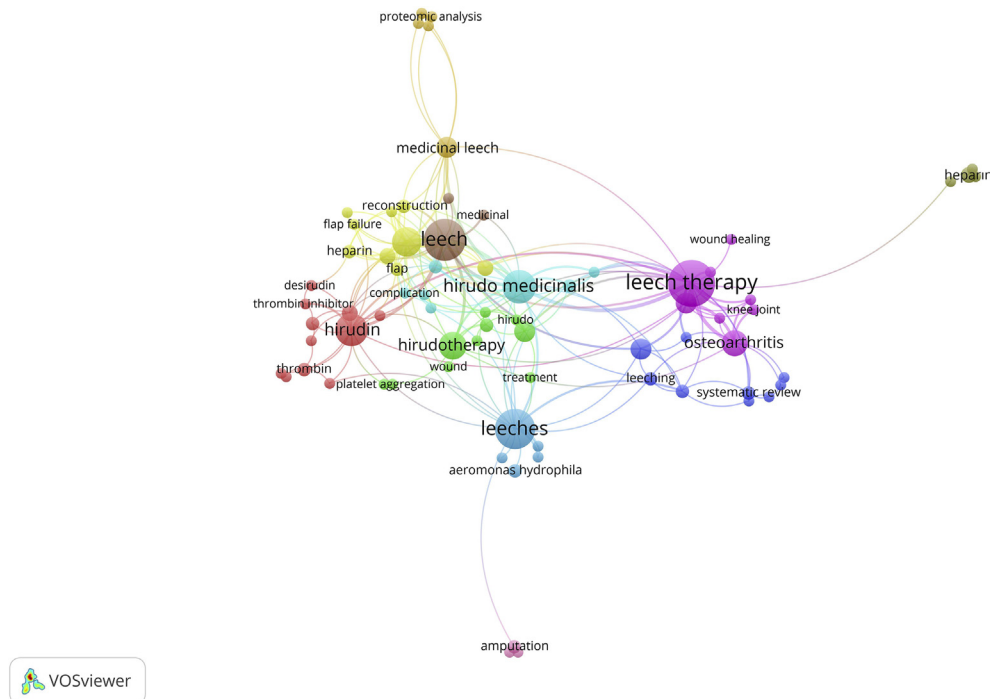 proteomic analysis
medicinal leech
heparin
reconstruction
medicinal
flap failure
leech
wound healing
heparin
flap
leech therapy
desirudin
complication
hirudo medicinalis
thrombin inhibitor
knee joint
hirudin
hirudo
hirudotherapy
osteoarthritis
thrombin
wound
platelet aggregation
treatment
leeching
systematic review
leeches
aeromonas hydrophila
amputation
VOSviewer